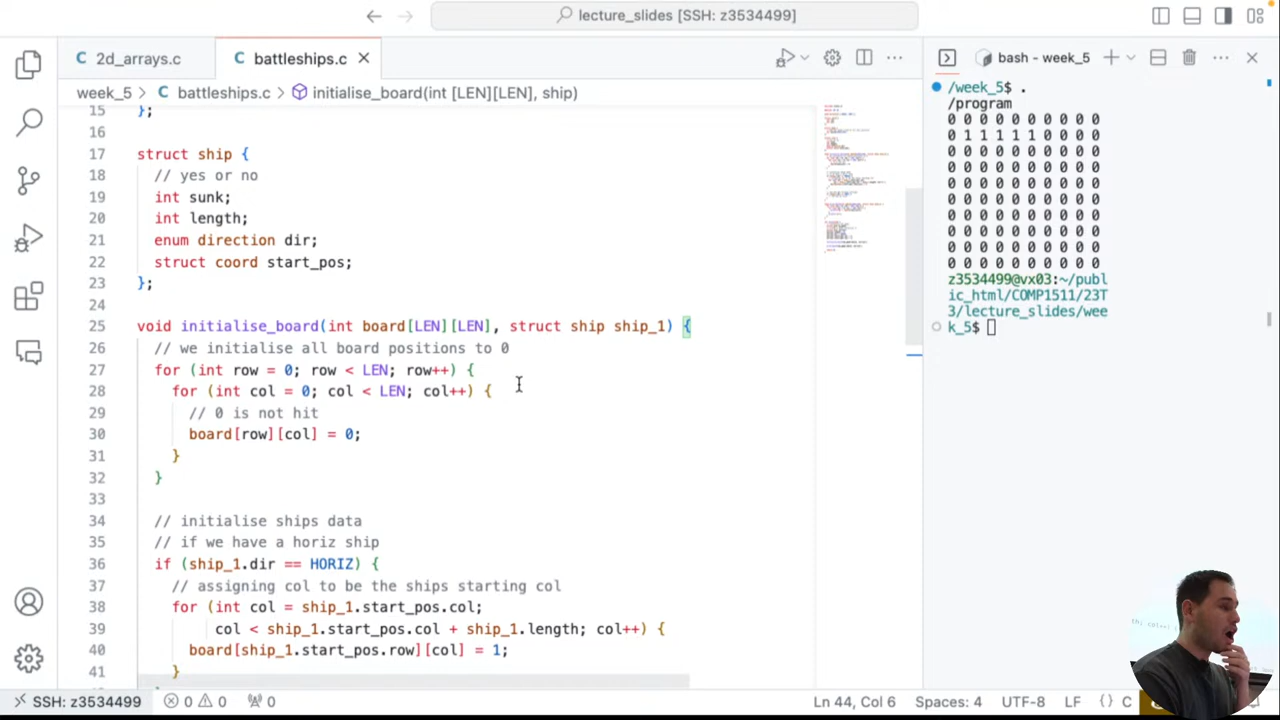 lecture_slides [SSH: z3534499]
C 2d_arrays.c
C battleships.c
bash - week_5
week_5 > C battleships.c > initialise_board(int [LEN][LEN], ship)
15 };
16
17 struct ship {
18 // yes or no
19 int sunk;
20 int length;
21 enum direction dir;
22 struct coord start_pos;
23 };
24
25 void initialise_board(int board[LEN][LEN], struct ship ship_1) {
26 // we initialise all board positions to 0
27 for (int row = 0; row < LEN; row++) {
28 for (int col = 0; col < LEN; col++) {
29 // 0 is not hit
30 board[row][col] = 0;
31 }
32 }
33
34 // initialise ships data
35 // if we have a horiz ship
36 if (ship_1.dir == HORIZ) {
37 // assigning col to be the ships starting col
38 for (int col = ship_1.start_pos.col;
39 col < ship_1.start_pos.col + ship_1.length; col++) {
40 board[ship_1.start_pos.row][col] = 1;
41 }
/week_5$ .
/program
0 0 0 0 0 0 0 0 0 0
0 1 1 1 1 1 0 0 0 0
0 0 0 0 0 0 0 0 0 0
0 0 0 0 0 0 0 0 0 0
0 0 0 0 0 0 0 0 0 0
0 0 0 0 0 0 0 0 0 0
0 0 0 0 0 0 0 0 0 0
0 0 0 0 0 0 0 0 0 0
0 0 0 0 0 0 0 0 0 0
0 0 0 0 0 0 0 0 0 0
z3534499@vx03:~/publ
ic_html/COMP1511/23T
3/lecture_slides/wee
k_5$
SSH: z3534499
0 0 0
Ln 44, Col 6
Spaces: 4
UTF-8
LF
{} C